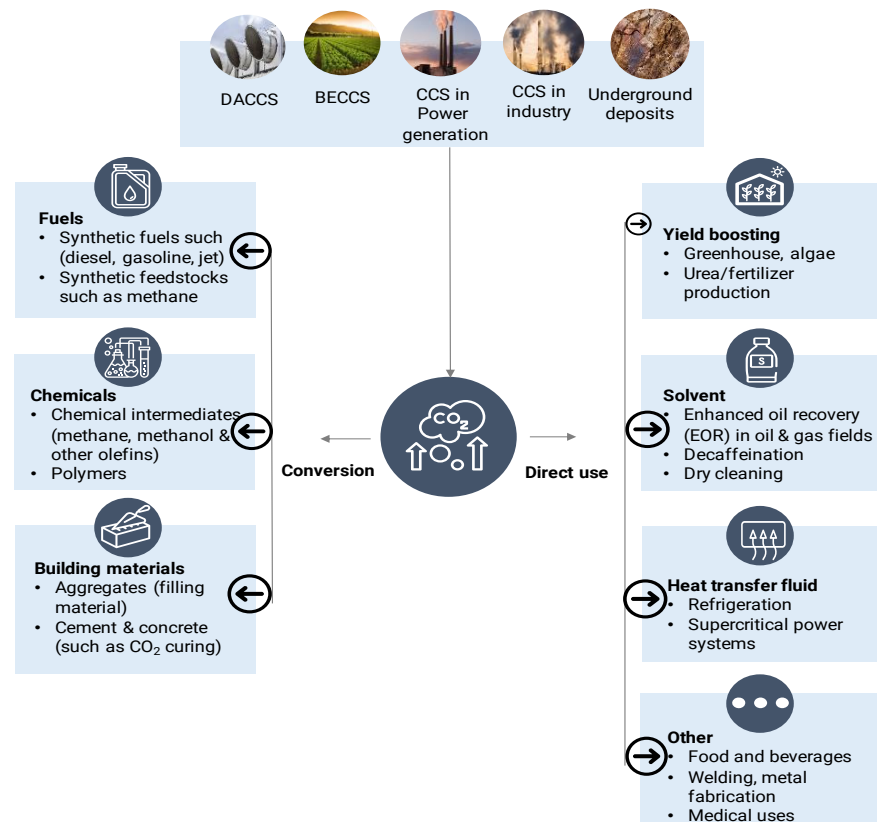 DACCS
BECCS
CCS in
Power
generation
CCS in
industry
Underground
deposits
Fuels
• Synthetic fuels such
(diesel, gasoline, jet)
• Synthetic feedstocks
such as methane
Chemicals
• Chemical intermediates
(methane, methanol &
other olefins)
• Polymers
Building materials
• Aggregates (filling
material)
• Cement & concrete
(such as CO₂ curing)
CO₂
Conversion
Direct use
Yield boosting
• Greenhouse, algae
• Urea/fertilizer
production
S
Solvent
• Enhanced oil recovery
(EOR) in oil & gas fields
• Decaffeination
• Dry cleaning
Heat transfer fluid
• Refrigeration
• Supercritical power
systems
Other
• Food and beverages
• Welding, metal
fabrication
• Medical uses